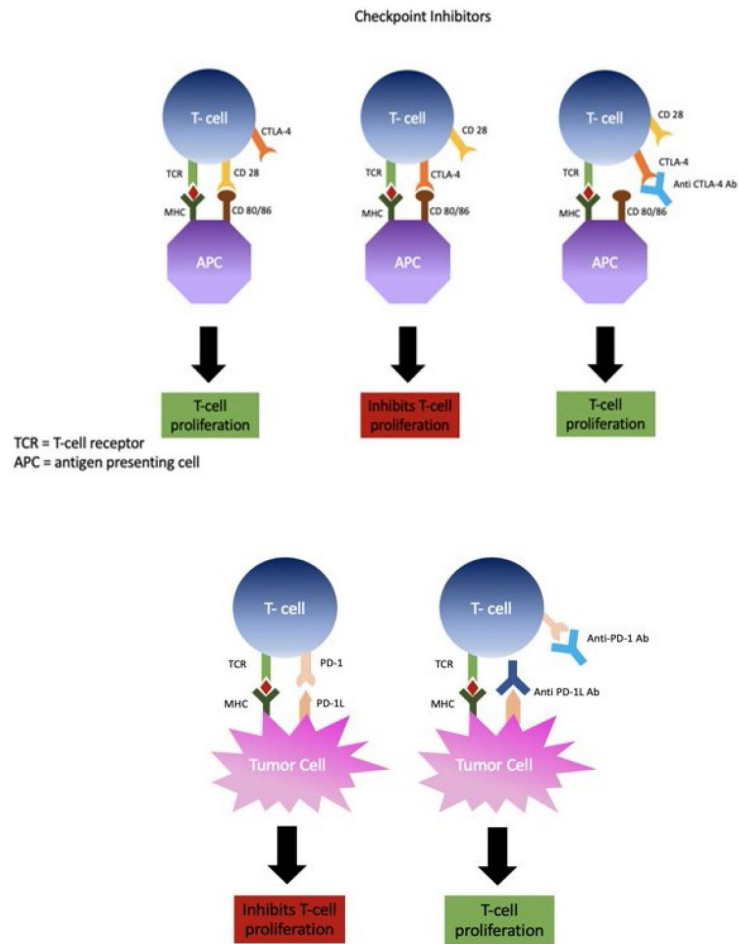 Checkpoint Inhibitors
T- cell
CTLA-4
TCR
CD 28
MHC
CD 80/86
APC
T-cell
proliferation
T- cell
CD 28
TCR
CTLA-4
MHC
CD 80/86
APC
Inhibits T-cell
proliferation
T- cell
CD 28
CTLA-4
TCR
Anti CTLA-4 Ab
MHC
CD 80/86
APC
T-cell
proliferation
TCR = T-cell receptor
APC = antigen presenting cell
T- cell
TCR
PD-1
MHC
PD-1L
Tumor Cell
Inhibits T-cell
proliferation
T- cell
Anti-PD-1 Ab
TCR
Anti PD-1L Ab
MHC
Tumor Cell
T-cell
proliferation